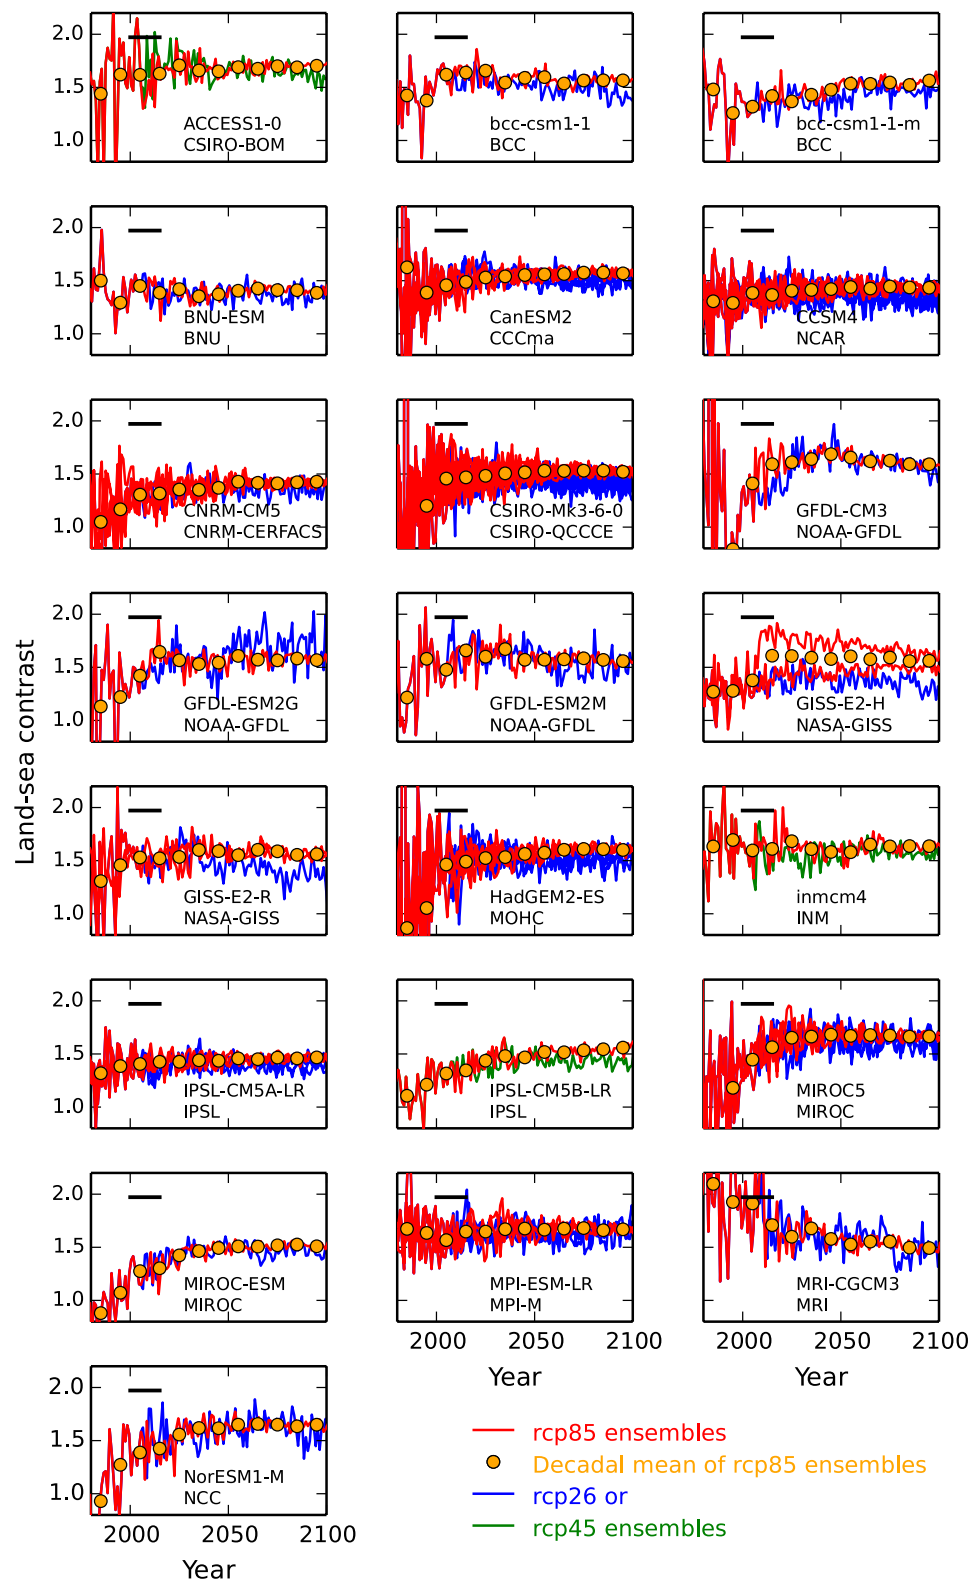 2.0
1.5
1.0
ACCESS1-0
CSIRO-BOM
bcc-csm1-1
BCC
bcc-csm1-1-m
BCC
2.0
1.5
1.0
BNU-ESM
BNU
CanESM2
CCCma
CCSM4
NCAR
2.0
1.5
1.0
CNRM-CM5
CNRM-CERFACS
CSIRO-Mk3-6-0
CSIRO-QCCCE
GFDL-CM3
NOAA-GFDL
Land-sea contrast
2.0
1.5
1.0
GFDL-ESM2G
NOAA-GFDL
GFDL-ESM2M
NOAA-GFDL
GISS-E2-H
NASA-GISS
2.0
1.5
1.0
GISS-E2-R
NASA-GISS
HadGEM2-ES
MOHC
inmcm4
INM
2.0
1.5
1.0
IPSL-CM5A-LR
IPSL
IPSL-CM5B-LR
IPSL
MIROC5
MIROC
2.0
1.5
1.0
MIROC-ESM
MIROC
MPI-ESM-LR
MPI-M
2000 2050 2100
Year
MRI-CGCM3
MRI
2000 2050 2100
Year
2.0
1.5
1.0
NorESM1-M
NCC
2000 2050 2100
Year
rcp85 ensembles
Decadal mean of rcp85 ensembles
rcp26 or
rcp45 ensembles